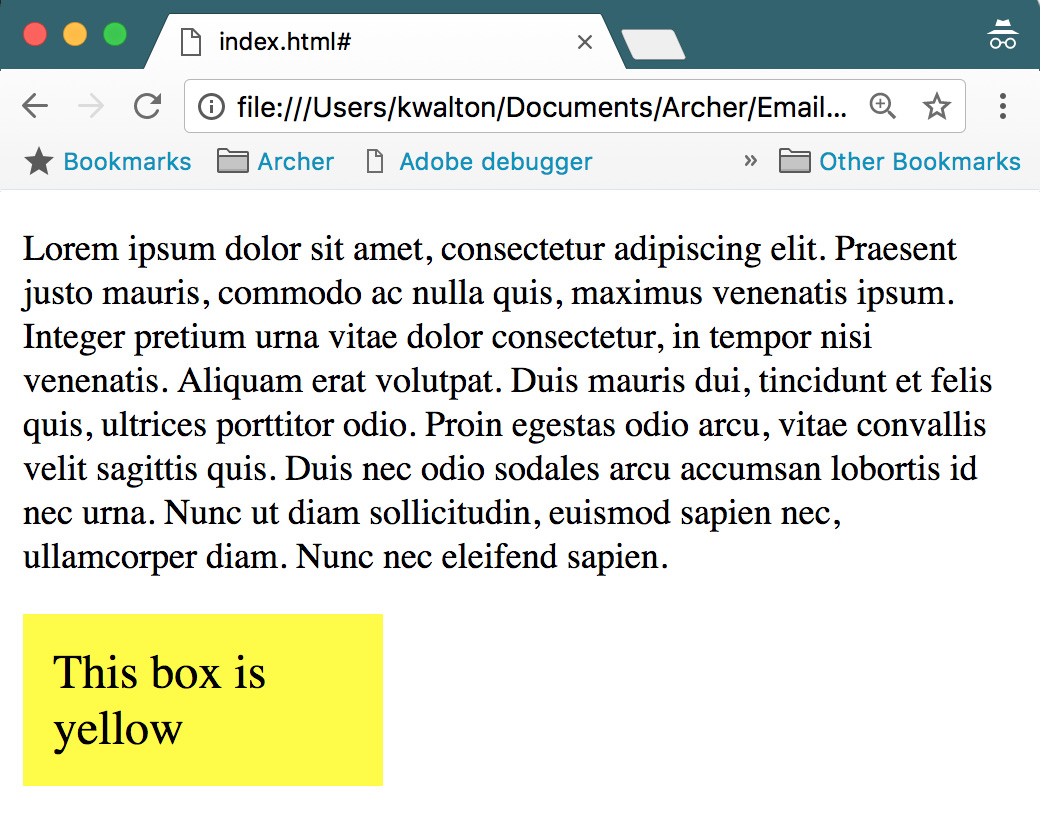 index.html#
file:///Users/kwalton/Documents/Archer/Email...
Bookmarks Archer Adobe debugger » Other Bookmarks
Lorem ipsum dolor sit amet, consectetur adipiscing elit. Praesent
justo mauris, commodo ac nulla quis, maximus venenatis ipsum.
Integer pretium urna vitae dolor consectetur, in tempor nisi
venenatis. Aliquam erat volutpat. Duis mauris dui, tincidunt et felis
quis, ultrices porttitor odio. Proin egestas odio arcu, vitae convallis
velit sagittis quis. Duis nec odio sodales arcu accumsan lobortis id
nec urna. Nunc ut diam sollicitudin, euismod sapien nec,
ullamcorper diam. Nunc nec eleifend sapien.
This box is
yellow